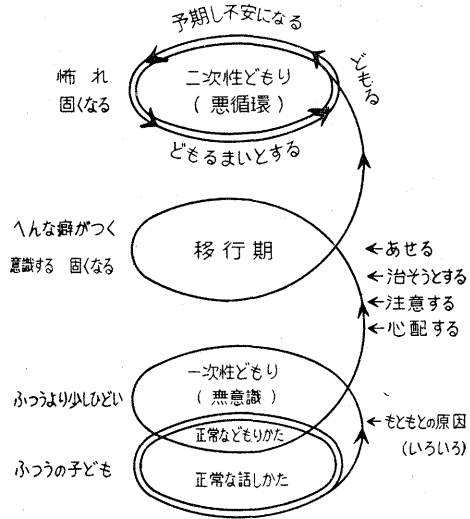 予期し不安になる
どもる
怖れ
固くなる
二次性どもり
(悪循環)
どもるまいとする
へんな癖がつく
意識する 固くなる
移行期
←あせる
←治そうとする
←注意する
←心配する
一次性どもり
(無意識)
ふつうより少しひどい
正常などもりかた
←もともとの原因
(いろいろ)
ふつうの子ども
正常な話しかた